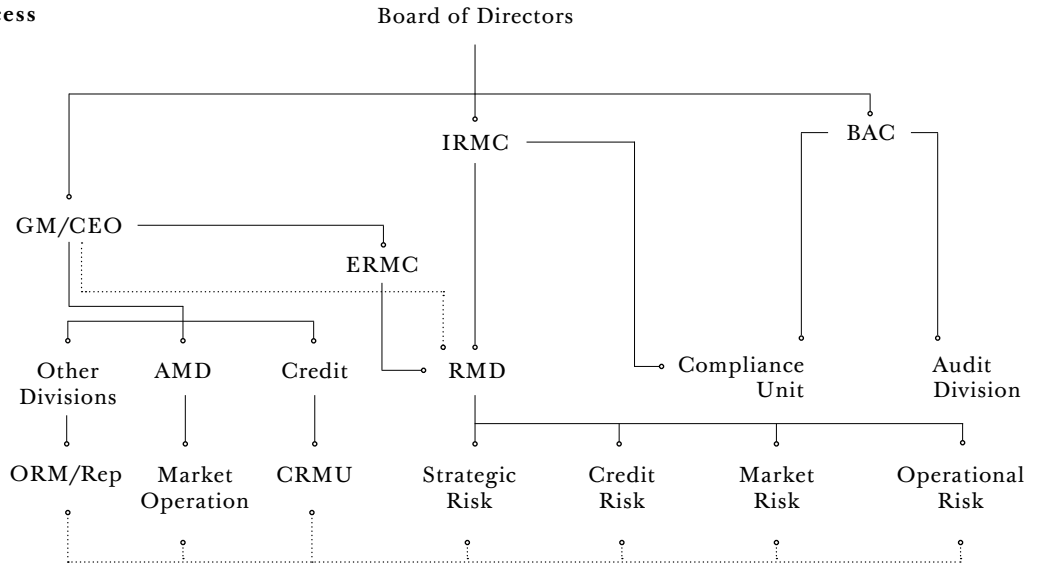 Board of Directors
IRMC
BAC
GM/CEO
ERMC
Other
Divisions
AMD
Credit
RMD
Compliance
Unit
Audit
Division
ORM/Rep
Market
Operation
CRMU
Strategic
Risk
Credit
Risk
Market
Risk
Operational
Risk